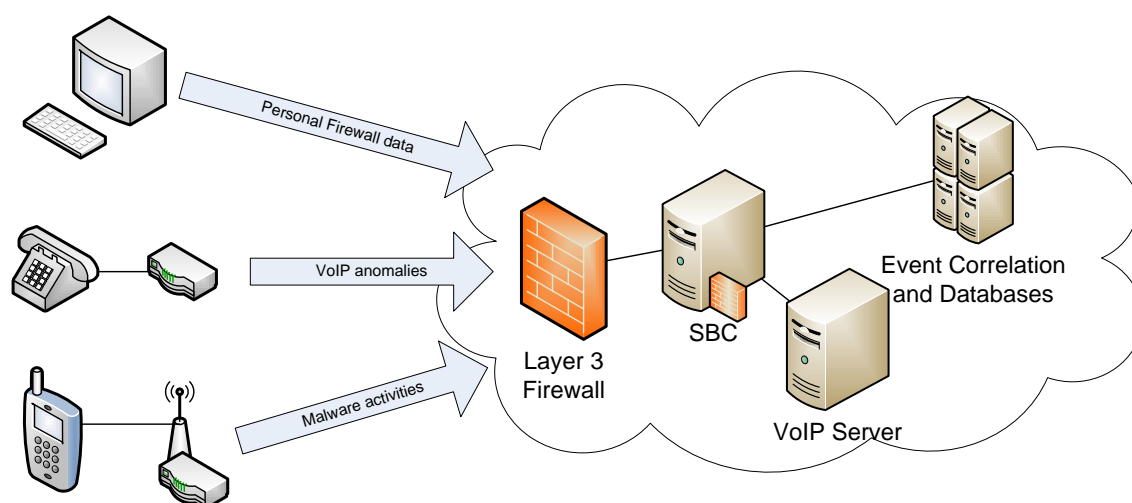 Personal Firewall data
VoIP anomalies
Malware activities
Layer 3
Firewall
SBC
VoIP Server
Event Correlation
and Databases